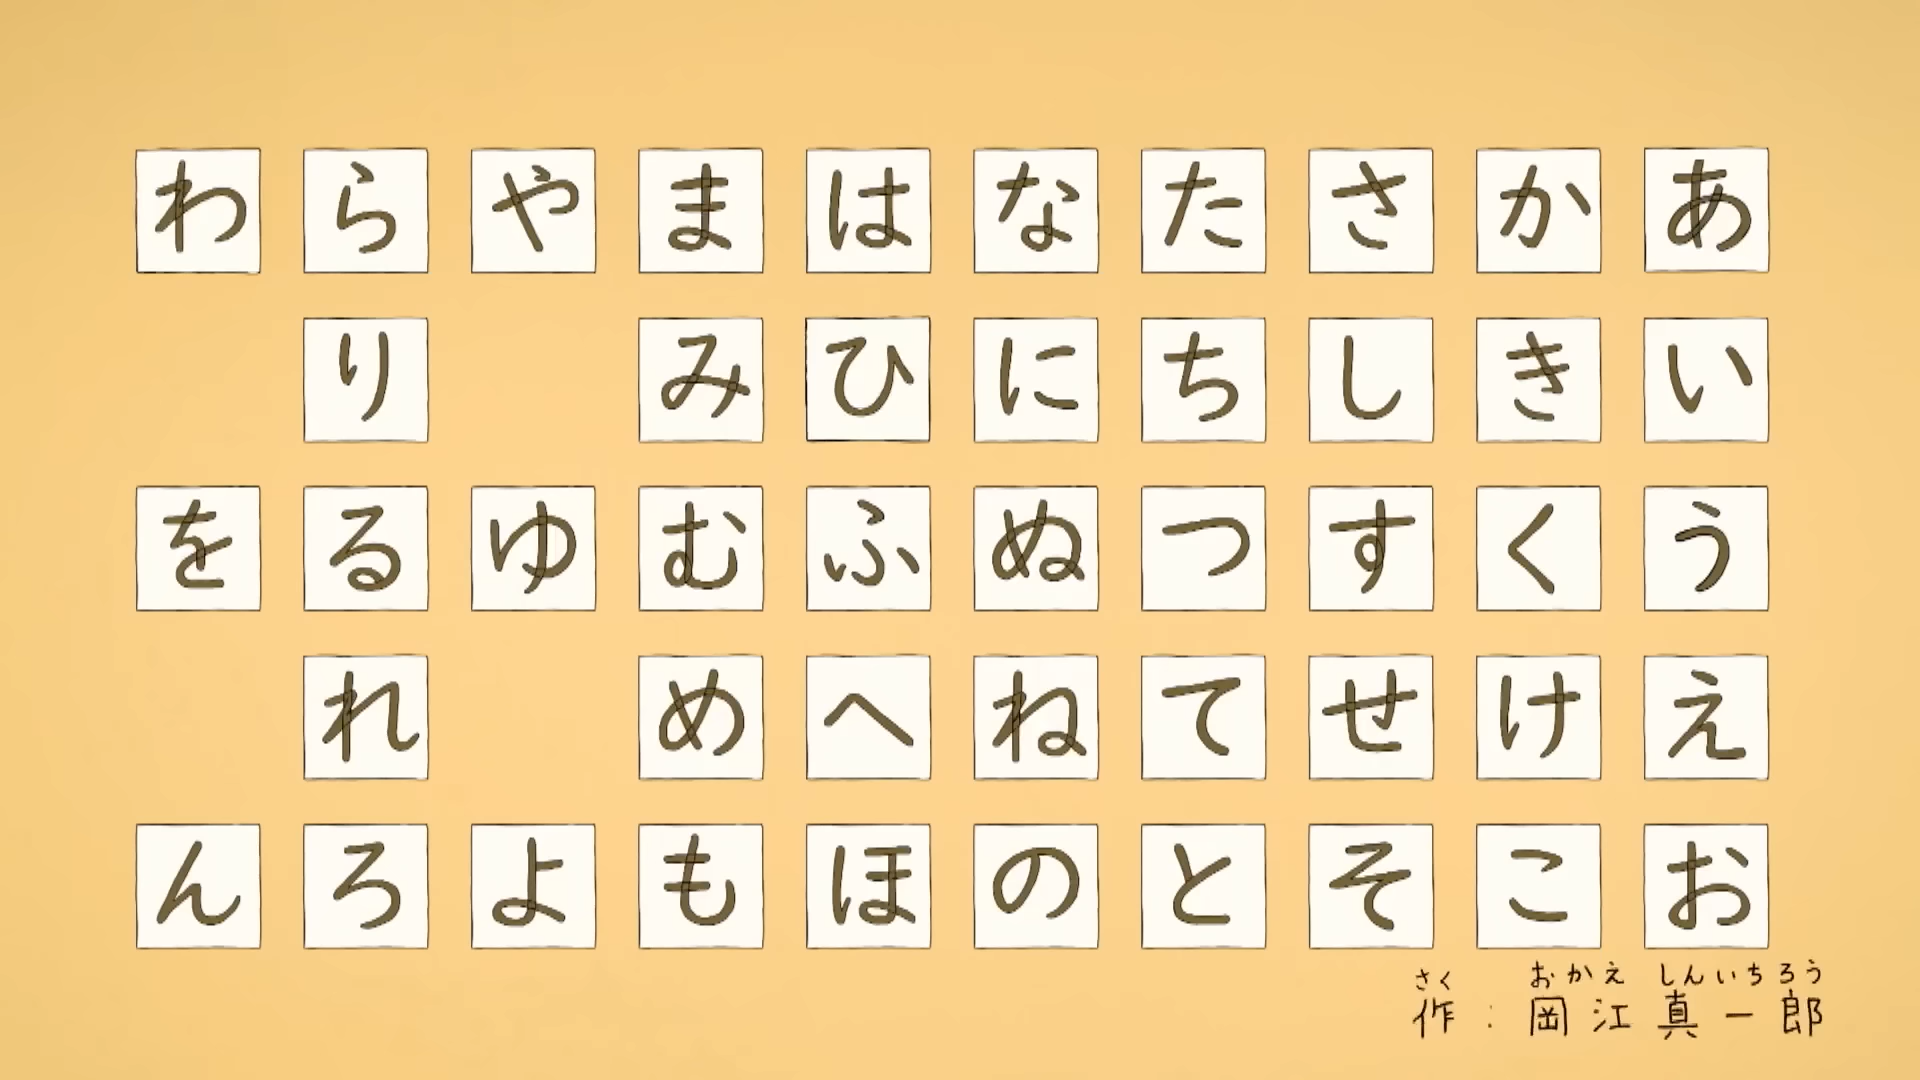 わ ら や ま は な た さ か あ
り み ひ に ち し き い
を る ゆ む ふ ぬ つ す く う
れ め へ ね て せ け え
ん ろ よ も ほ の と そ こ お
さく おかえ しんいちろう
作:岡江真一郎